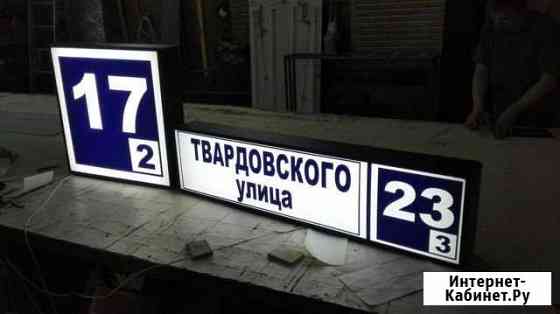 17
2
ТВАРДОВСКОГО
улица
23
3
Интернет-
Кабинет.Ру